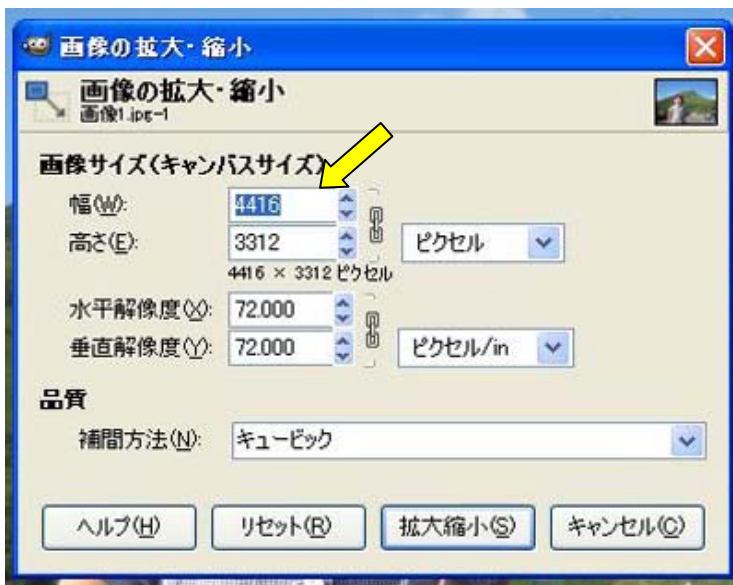 画像の拡大・縮小
画像の拡大・縮小
画像1.jpg-1
画像サイズ(キャンバスサイズ)
幅(W): 4416
高さ(E): 3312 ピクセル
4416 × 3312 ピクセル
水平解像度(X): 72.000
垂直解像度(Y): 72.000 ピクセル/in
品質
補間方法(N): キュービック
ヘルプ(H) リセット(R) 拡大縮小(S) キャンセル(C)